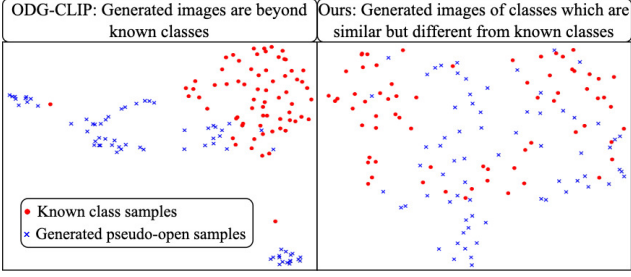 ODG-CLIP: Generated images are beyond
known classes
Ours: Generated images of classes which are
similar but different from known classes
Known class samples
Generated pseudo-open samples